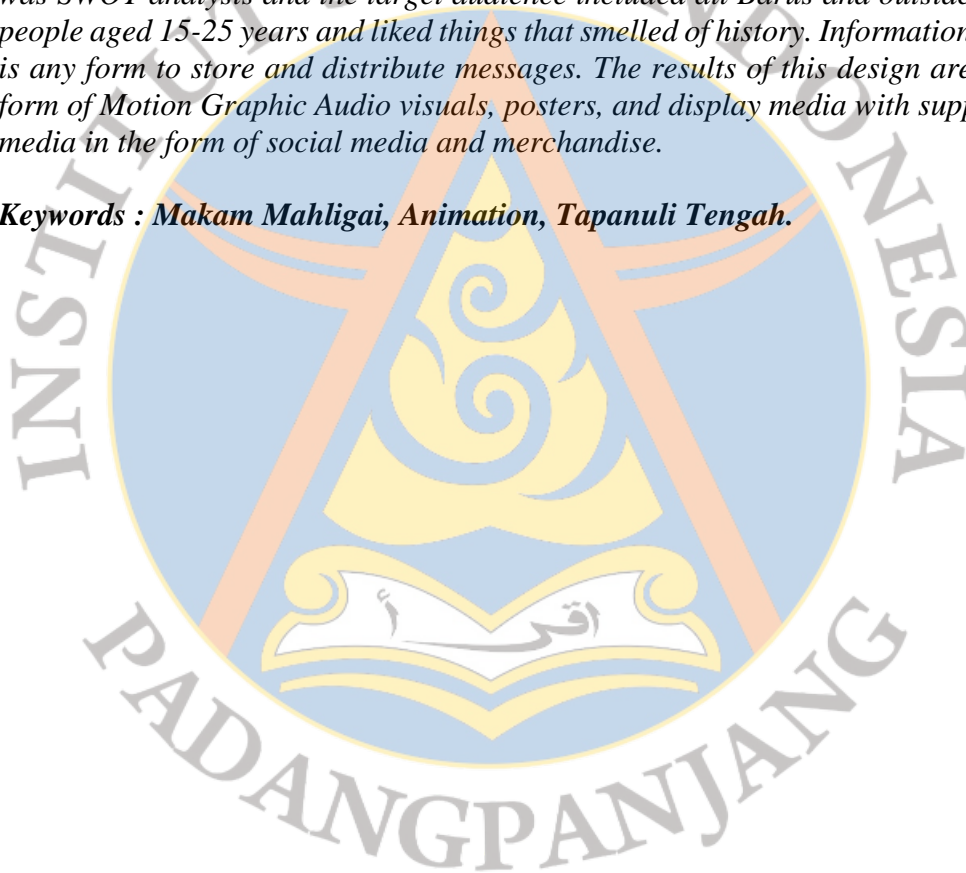 was SWOT analysis and the target audience included all Barus and outside
people aged 15-25 years and liked things that smelled of history. Information
is any form to store and distribute messages. The results of this design are
form of Motion Graphic Audio visuals, posters, and display media with supp
media in the form of social media and merchandise.
Keywords : Makam Mahligai, Animation, Tapanuli Tengah.
INSTITU
DONESIA
اقرأ
PADANGPANJANG